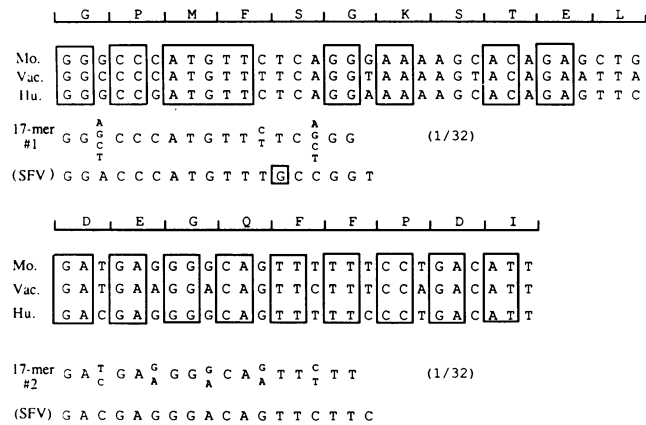 G P M F S G K S T E L
Mo. G G G C C C A T G T T C T C A G G G A A A A G C A C A G A G C T G
Vac. G G C C C C A T G T T T T C A G G T A A A A G T A C A G A A T T A
Hu. G G G C C G A T G T T C T C A G G A A A A A G C A C A G A G T T C
17-mer #1 G G A G C T C C C A T G T T C T T C A G C T G G (1/32)
(SFV) G G A C C C A T G T T T G C C G G T
D E G Q F F P D I
Mo. G A T G A G G G G C A G T T T T T T C C T G A C A T T
Vac. G A T G A A G G A C A G T T C T T T C C A G A C A T T
Hu. G A C G A G G G G C A G T T T T T C C C T G A C A T T
17-mer #2 G A T C G A G A G G G A C A G A T T C T T T (1/32)
(SFV) G A C G A G G G A C A G T T C T T C